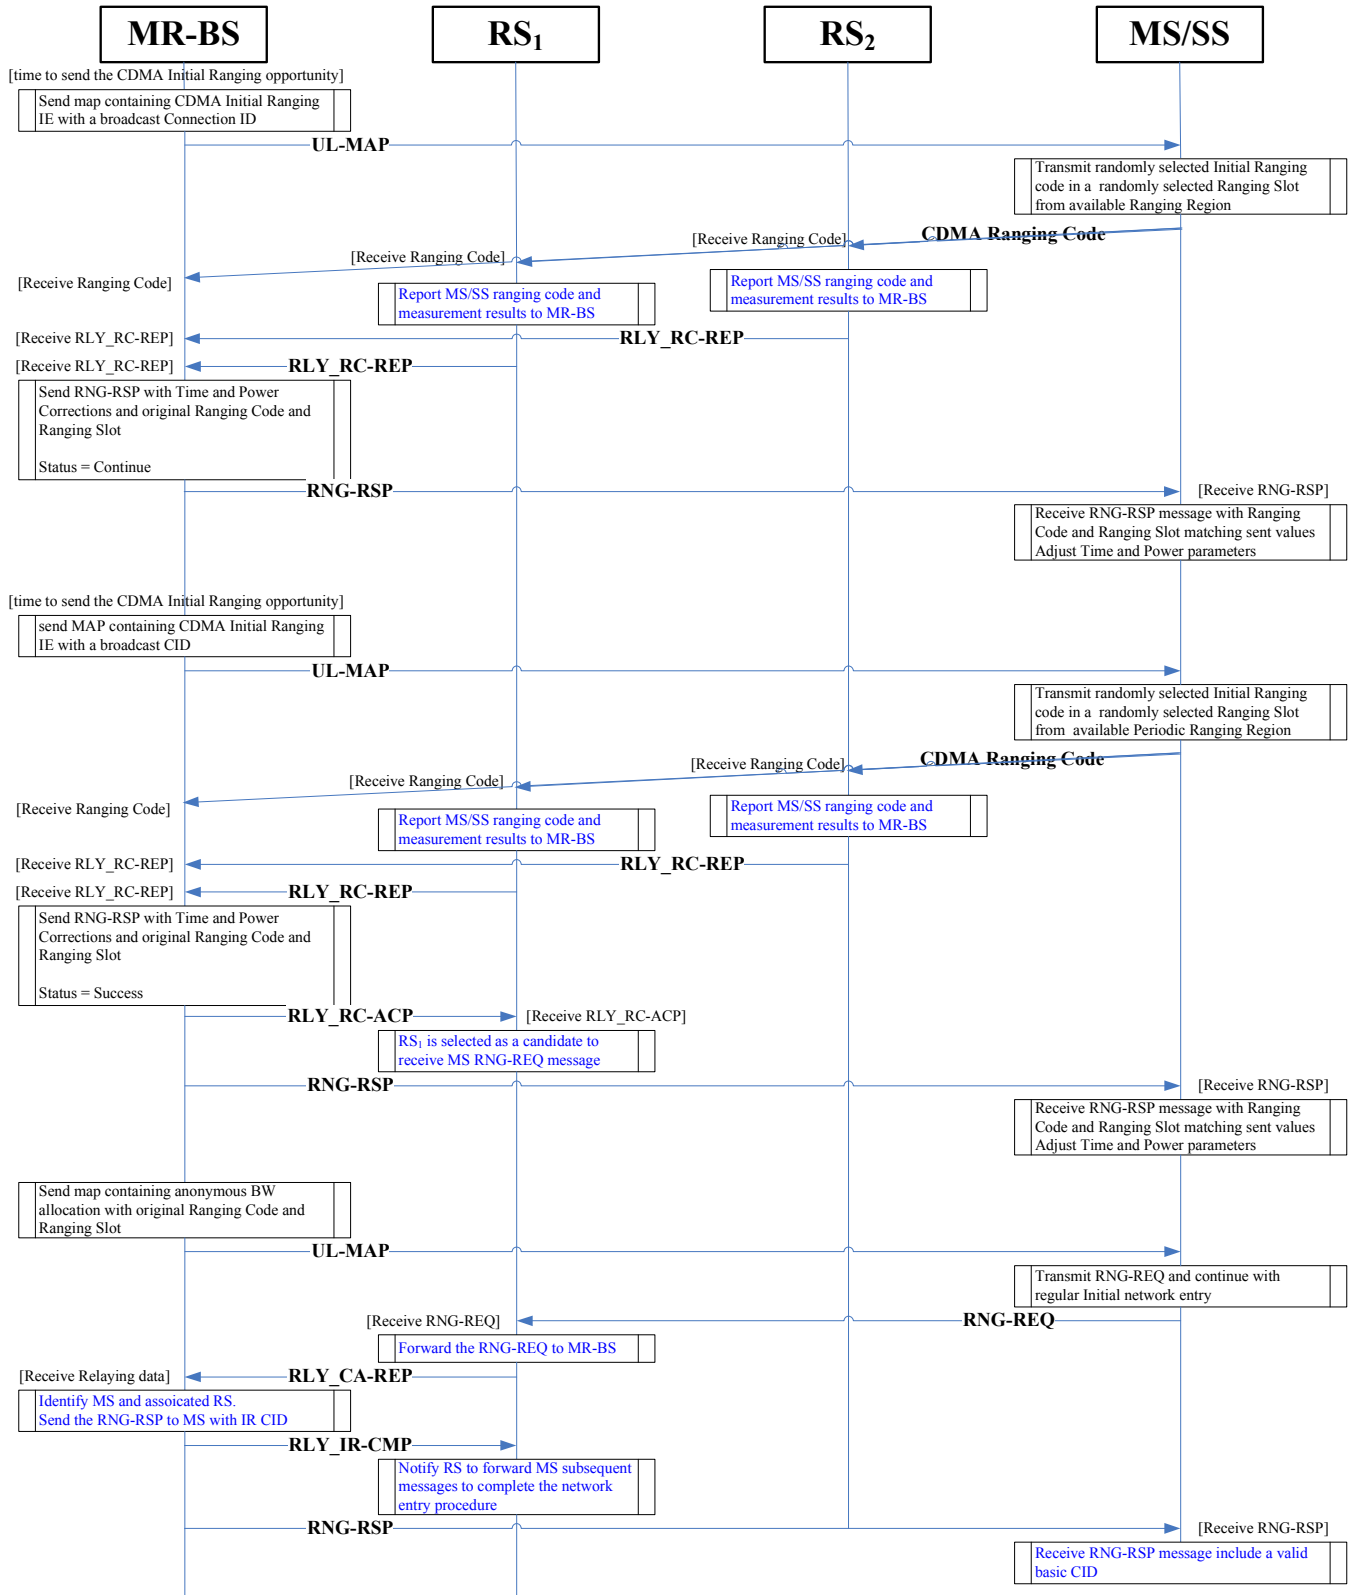 MR-BS
RS1
RS2
MS/SS
[time to send the CDMA Initial Ranging opportunity]
Send map containing CDMA Initial Ranging
IE with a broadcast Connection ID
UL-MAP
Transmit randomly selected Initial Ranging
code in a randomly selected Ranging Slot
from available Ranging Region
CDMA Ranging Code
[Receive Ranging Code]
[Receive Ranging Code]
[Receive Ranging Code]
Report MS/SS ranging code and
measurement results to MR-BS
Report MS/SS ranging code and
measurement results to MR-BS
[Receive RLY_RC-REP]
RLY_RC-REP
[Receive RLY_RC-REP]
RLY_RC-REP
Send RNG-RSP with Time and Power
Corrections and original Ranging Code and
Ranging Slot
Status = Continue
RNG-RSP
[Receive RNG-RSP]
Receive RNG-RSP message with Ranging
Code and Ranging Slot matching sent values
Adjust Time and Power parameters
[time to send the CDMA Initial Ranging opportunity]
send MAP containing CDMA Initial Ranging
IE with a broadcast CID
UL-MAP
Transmit randomly selected Initial Ranging
code in a randomly selected Ranging Slot
from available Periodic Ranging Region
CDMA Ranging Code
[Receive Ranging Code]
[Receive Ranging Code]
[Receive Ranging Code]
Report MS/SS ranging code and
measurement results to MR-BS
Report MS/SS ranging code and
measurement results to MR-BS
[Receive RLY_RC-REP]
RLY_RC-REP
[Receive RLY_RC-REP]
RLY_RC-REP
Send RNG-RSP with Time and Power
Corrections and original Ranging Code and
Ranging Slot
Status = Success
RLY_RC-ACP
[Receive RLY_RC-ACP]
RS1 is selected as a candidate to
receive MS RNG-REQ message
RNG-RSP
[Receive RNG-RSP]
Receive RNG-RSP message with Ranging
Code and Ranging Slot matching sent values
Adjust Time and Power parameters
Send map containing anonymous BW
allocation with original Ranging Code and
Ranging Slot
UL-MAP
Transmit RNG-REQ and continue with
regular Initial network entry
[Receive RNG-REQ]
RNG-REQ
Forward the RNG-REQ to MR-BS
[Receive Relaying data]
RLY_CA-REP
Identify MS and assoicated RS.
Send the RNG-RSP to MS with IR CID
RLY_IR-CMP
Notify RS to forward MS subsequent
messages to complete the network
entry procedure
RNG-RSP
[Receive RNG-RSP]
Receive RNG-RSP message include a valid
basic CID